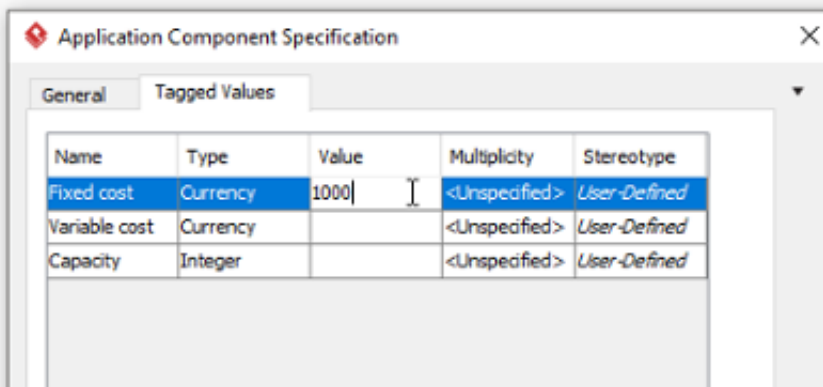 Application Component Specification
General Tagged Values
Name Type Value Multiplicity Stereotype
Fixed cost Currency 1000 <Unspecified> User-Defined
Variable cost Currency <Unspecified> User-Defined
Capacity Integer <Unspecified> User-Defined